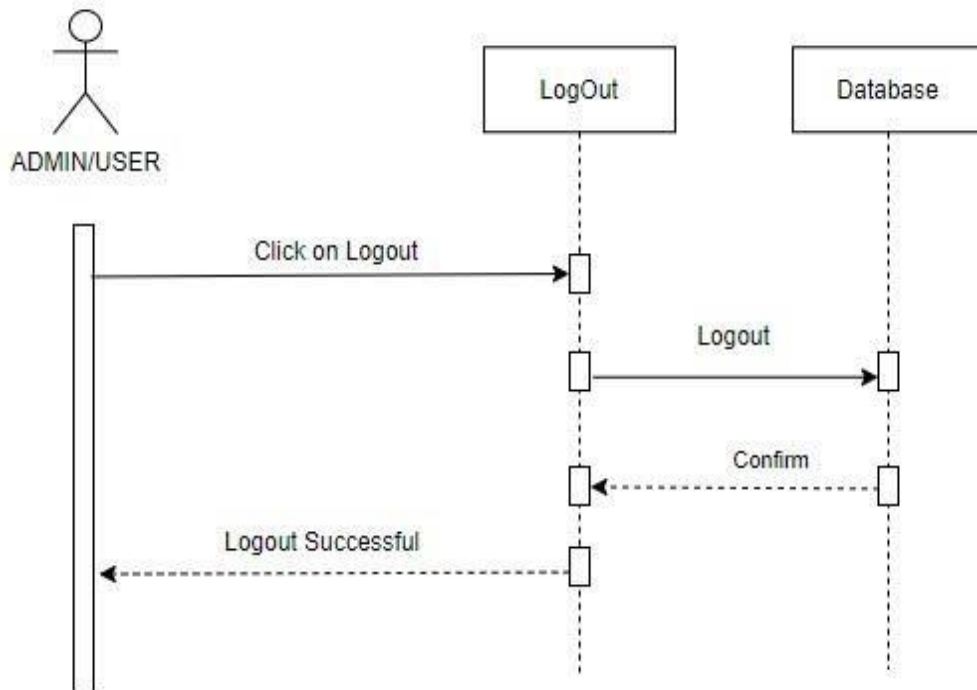 LogOut
Database
ADMIN/USER
Click on Logout
Logout
Confirm
Logout Successful